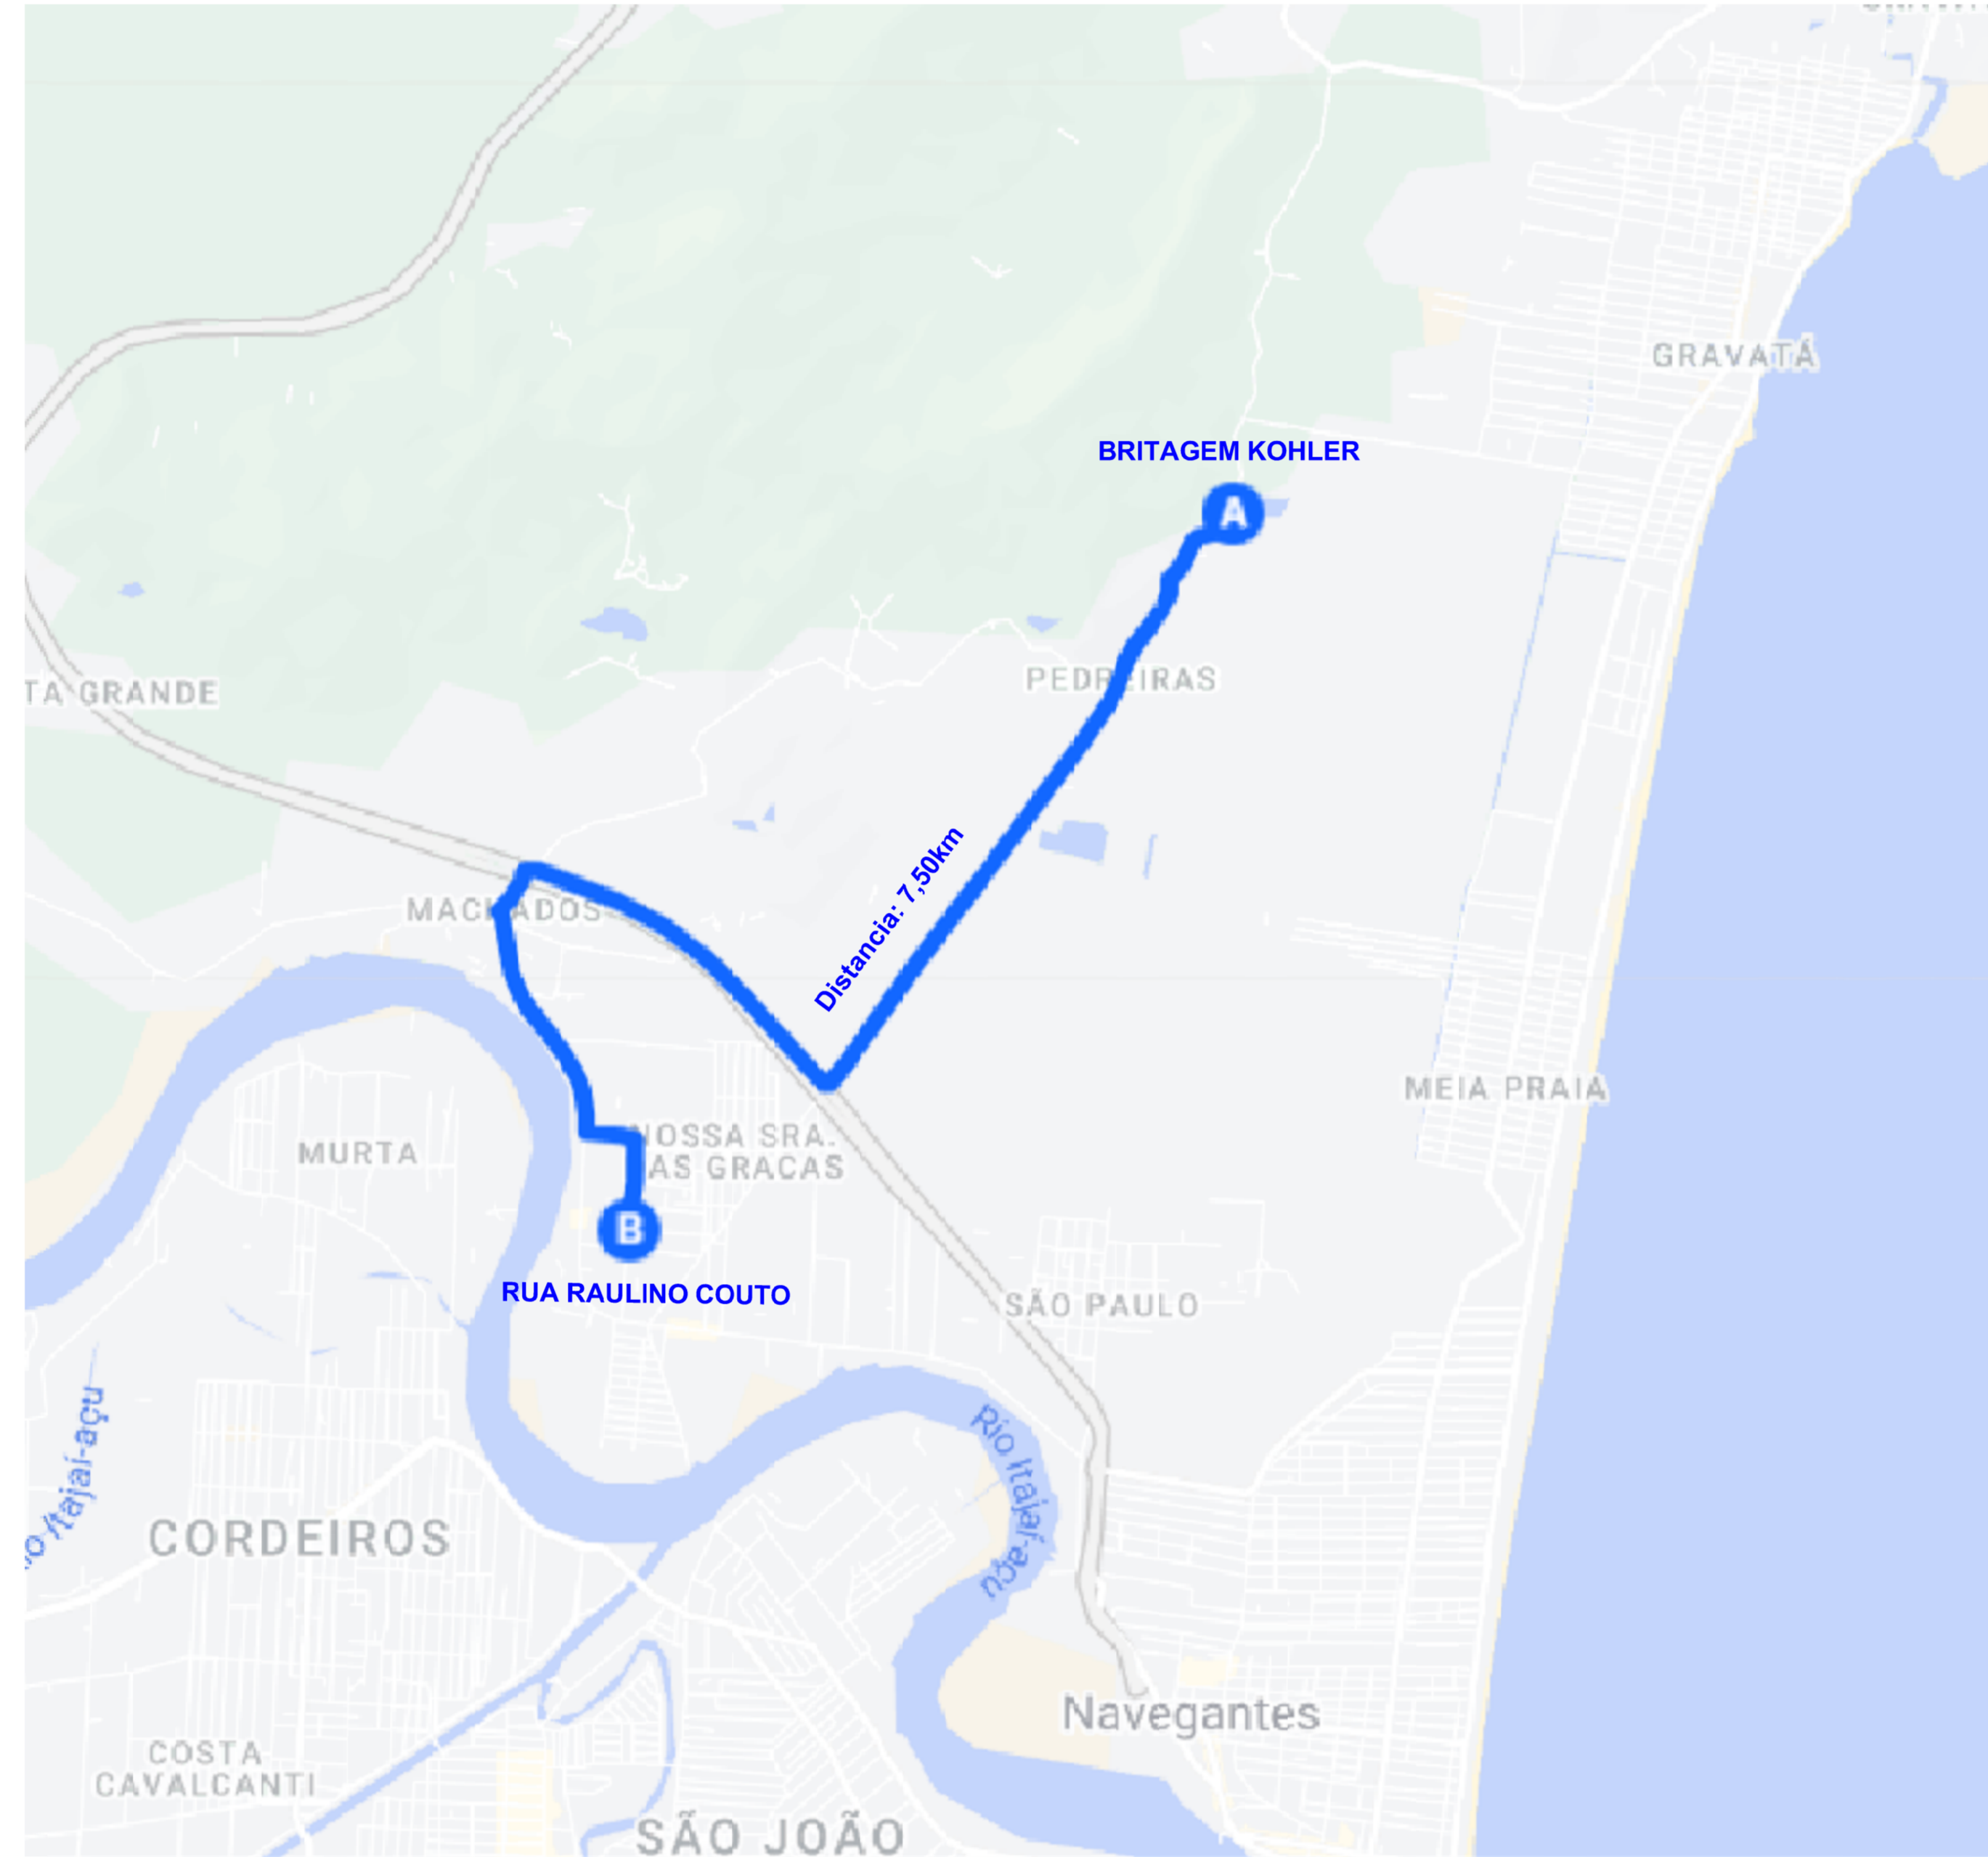 GRAVATÁ
BRITAGEM KOHLER
A
PEDREIRAS
TA GRANDE
Distancia: 7,50km
MACHADOS
MEIA PRAIA
NOSSA SRA.
AS GRACAS
MURTA
B
RUA RAULINO COUTO
SÃO PAULO
Rio Itajaí-açu
o Itajaí-açu
CORDEIROS
Navegantes
COSTA
CAVALCANTI
SÃO JOÃO